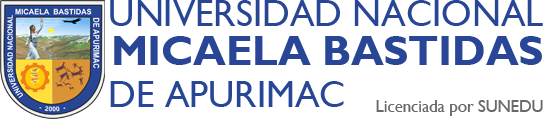 MICAELA BASTIDAS
UNIVERSIDAD NACIONAL
DE APURIMAC
- 2000 -
UNIVERSIDAD NACIONAL
MICAELA BASTIDAS
DE APURIMAC
Licenciada por SUNEDU